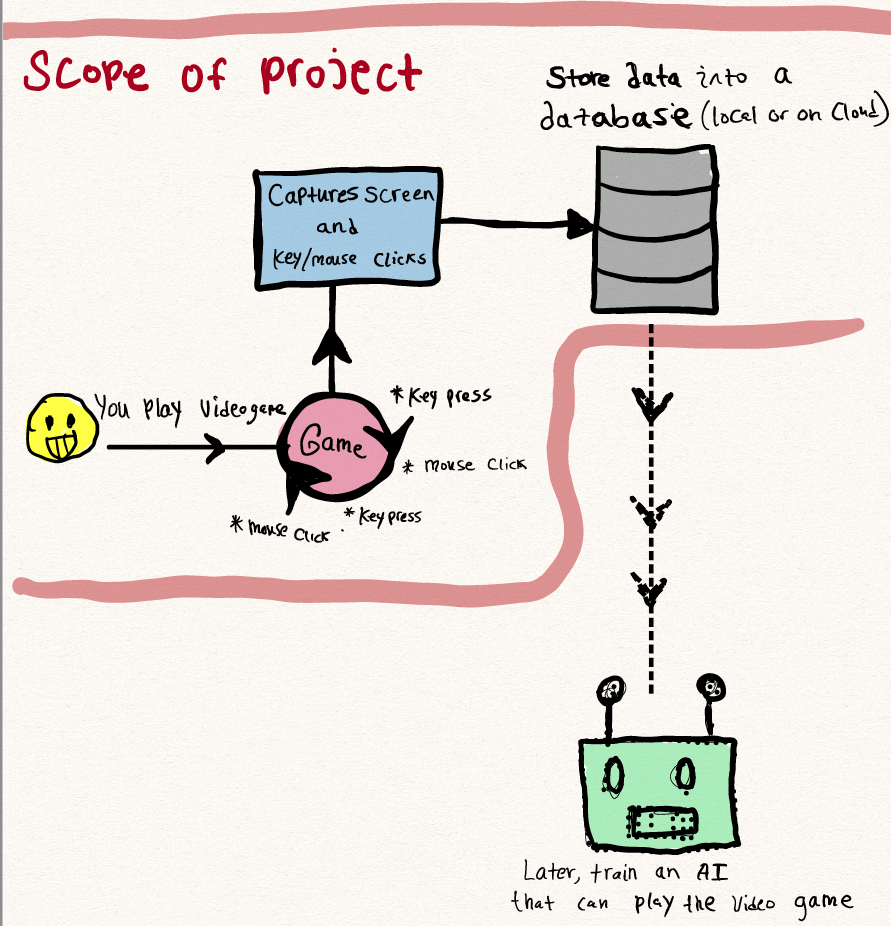 Scope of project
Store data into a
database (local or on Cloud)
Captures screen
and
Key/mouse Clicks
You play Videogame
Game
* Key press
* Mouse Click
* Key press
* Mouse Click
Later, train an AI
that can play the video game